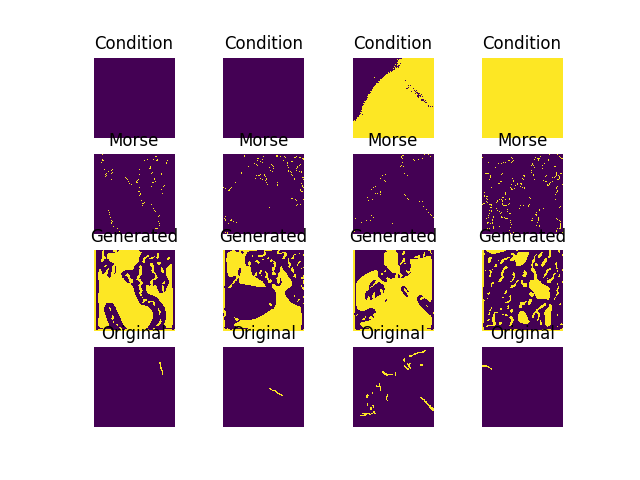 Condition Condition Condition Condition
Morse Morse Morse Morse
Generated Generated Generated Generated
Original Original Original Original